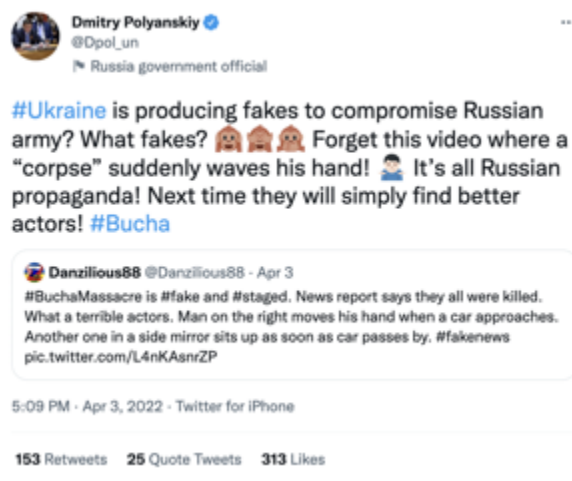 Dmitry Polyanskiy
@Dpol_un
Russia government official
#Ukraine is producing fakes to compromise Russian
army? What fakes? 🙊🙈🙊 Forget this video where a
“corpse” suddenly waves his hand! 🤷🏻‍♂️ It’s all Russian
propaganda! Next time they will simply find better
actors! #Bucha
Danzilious88 @Danzilious88 · Apr 3
#BuchaMassacre is #fake and #staged. News report says they all were killed.
What a terrible actors. Man on the right moves his hand when a car approaches.
Another one in a side mirror sits up as soon as car passes by. #fakenews
pic.twitter.com/L4nKAsnrZP
5:09 PM · Apr 3, 2022 · Twitter for iPhone
153 Retweets 25 Quote Tweets 313 Likes